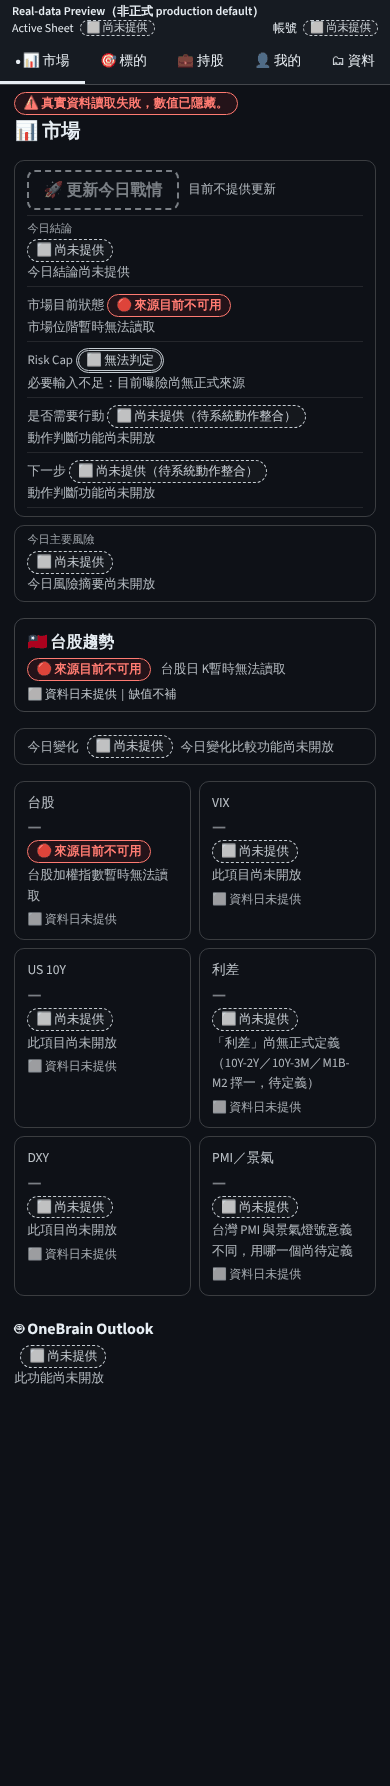 Real-data Preview（非正式 production default）
Active Sheet ⬜ 尚未提供 帳號 ⬜ 尚未提供
📊 市場 🎯 標的 💼 持股 👤 我的 🗂 資料
⚠️ 真實資料讀取失敗，數值已隱藏。
📊 市場
🚀 更新今日戰情 目前不提供更新
今日結論
⬜ 尚未提供
今日結論尚未提供
市場目前狀態 🔴 來源目前不可用
市場位階暫時無法讀取
Risk Cap ⬜ 無法判定
必要輸入不足：目前曝險尚無正式來源
是否需要行動 ⬜ 尚未提供（待系統動作整合）
動作判斷功能尚未開放
下一步 ⬜ 尚未提供（待系統動作整合）
動作判斷功能尚未開放
今日主要風險
⬜ 尚未提供
今日風險摘要尚未開放
🇹🇼 台股趨勢
🔴 來源目前不可用 台股日 K暫時無法讀取
⬜ 資料日未提供｜缺值不補
今日變化 ⬜ 尚未提供 今日變化比較功能尚未開放
台股
—
🔴 來源目前不可用
台股加權指數暫時無法讀
取
⬜ 資料日未提供
VIX
—
⬜ 尚未提供
此項目尚未開放
⬜ 資料日未提供
US 10Y
—
⬜ 尚未提供
此項目尚未開放
⬜ 資料日未提供
利差
—
⬜ 尚未提供
「利差」尚無正式定義
（10Y-2Y／10Y-3M／M1B-
M2 擇一，待定義）
⬜ 資料日未提供
DXY
—
⬜ 尚未提供
此項目尚未開放
⬜ 資料日未提供
PMI／景氣
—
⬜ 尚未提供
台灣 PMI 與景氣燈號意義
不同，用哪一個尚待定義
⬜ 資料日未提供
OneBrain Outlook
⬜ 尚未提供
此功能尚未開放